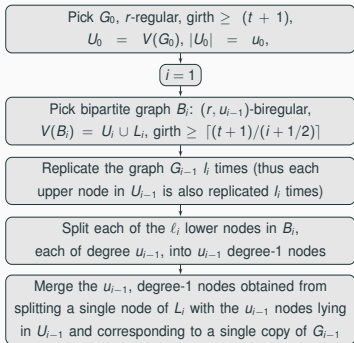 Pick G₀, r-regular, girth ≥ (t + 1),
U₀ = V(G₀), |U₀| = u₀,
i = 1
Pick bipartite graph Bᵢ: (r, uᵢ₋₁)-biregular,
V(Bᵢ) = Uᵢ ∪ Lᵢ, girth ≥ ⌈(t + 1)/(i + 1/2)⌉
Replicate the graph Gᵢ₋₁ lᵢ times (thus each
upper node in Uᵢ₋₁ is also replicated lᵢ times)
Split each of the ℓᵢ lower nodes in Bᵢ,
each of degree uᵢ₋₁, into uᵢ₋₁ degree-1 nodes
Merge the uᵢ₋₁, degree-1 nodes obtained from
splitting a single node of Lᵢ with the uᵢ₋₁ nodes lying
in Uᵢ₋₁ and corresponding to a single copy of Gᵢ₋₁